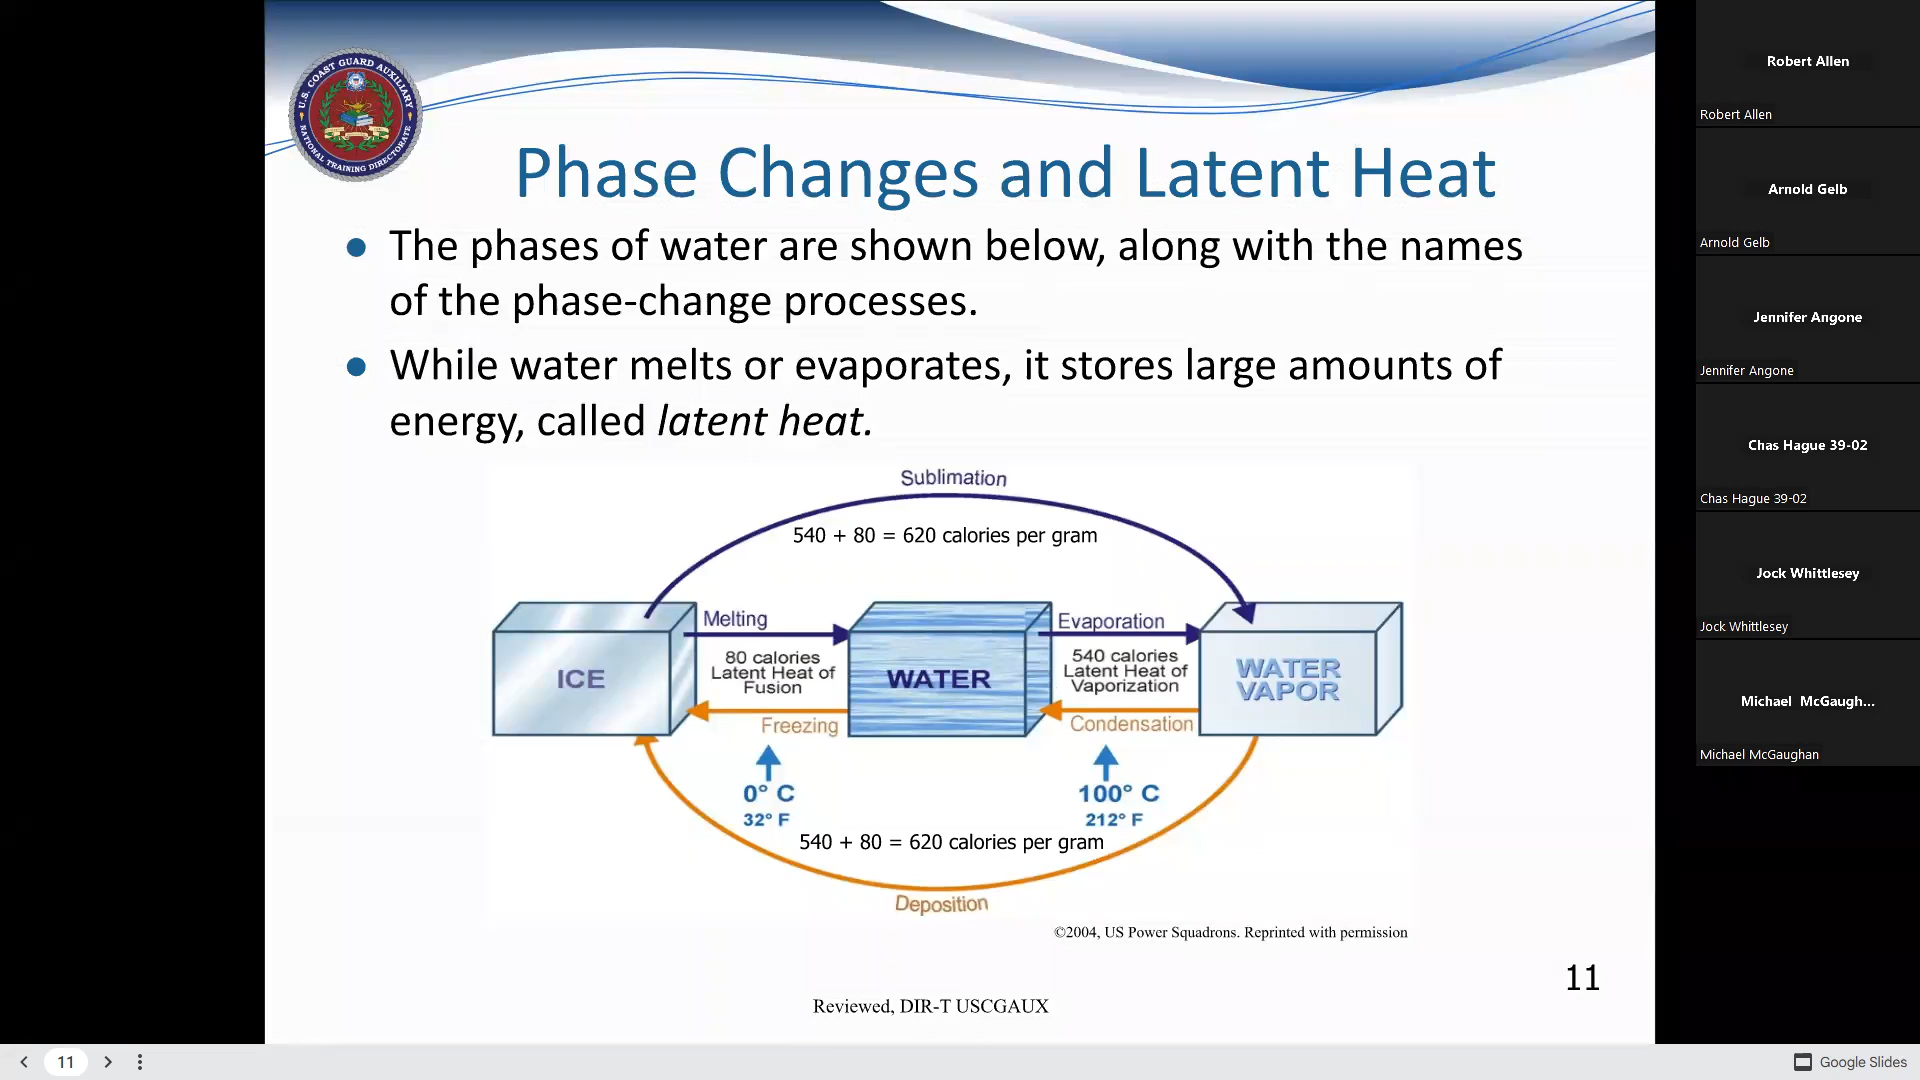 U.S. COAST GUARD AUXILIARY
NATIONAL TRAINING DIRECTORATE
Phase Changes and Latent Heat
The phases of water are shown below, along with the names
of the phase-change processes.
While water melts or evaporates, it stores large amounts of
energy, called latent heat.
Sublimation
540 + 80 = 620 calories per gram
Melting
80 calories
Latent Heat of
Fusion
Freezing
Evaporation
540 calories
Latent Heat of
Vaporization
Condensation
ICE
WATER
WATER
VAPOR
0° C
32° F
100° C
212° F
540 + 80 = 620 calories per gram
Deposition
©2004, US Power Squadrons. Reprinted with permission
11
Reviewed, DIR-T USCGAUX
Robert Allen
Robert Allen
Arnold Gelb
Arnold Gelb
Jennifer Angone
Jennifer Angone
Chas Hague 39-02
Chas Hague 39-02
Jock Whittlesey
Jock Whittlesey
Michael McGaugh...
Michael McGaughan
11
Google Slides